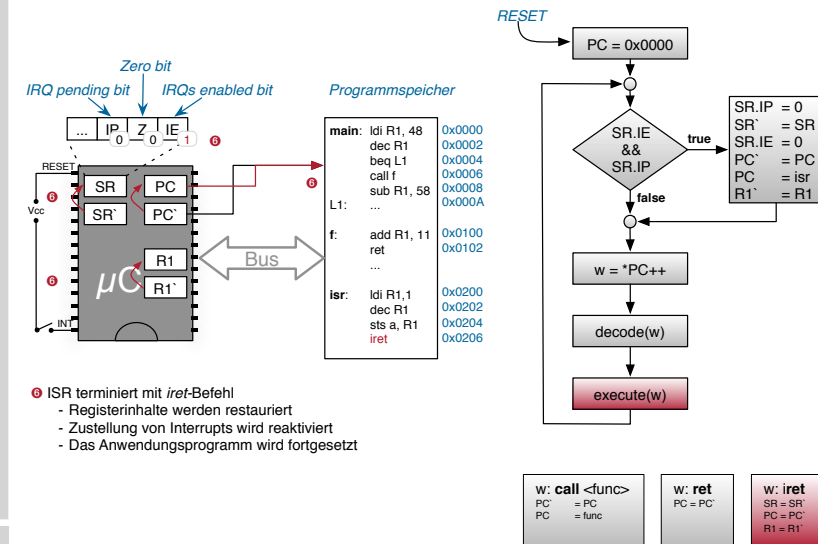 RESET
PC = 0x0000
Zero bit
IRQ pending bit
IRQs enabled bit
Programmspeicher
... IP Z IE
0 0 1 ❻
main: ldi R1, 48 0x0000
dec R1 0x0002
beq L1 0x0004
call f 0x0006
sub R1, 58 0x0008
L1: ... 0x000A
f: add R1, 11 0x0100
ret 0x0102
...
isr: ldi R1,1 0x0200
dec R1 0x0202
sts a, R1 0x0204
iret 0x0206
RESET
Vcc
INT
❻
❻
❻
SR
PC
SR`
PC`
R1
R1`
µC
Bus
SR.IE
&&
SR.IP
true
false
SR.IP = 0
SR` = SR
SR.IE = 0
PC` = PC
PC = isr
R1` = R1
w = *PC++
decode(w)
execute(w)
❻ ISR terminiert mit iret-Befehl
- Registerinhalte werden restauriert
- Zustellung von Interrupts wird reaktiviert
- Das Anwendungsprogramm wird fortgesetzt
w: call <func>
PC` = PC
PC = func
w: ret
PC = PC`
w: iret
SR = SR`
PC = PC`
R1 = R1`